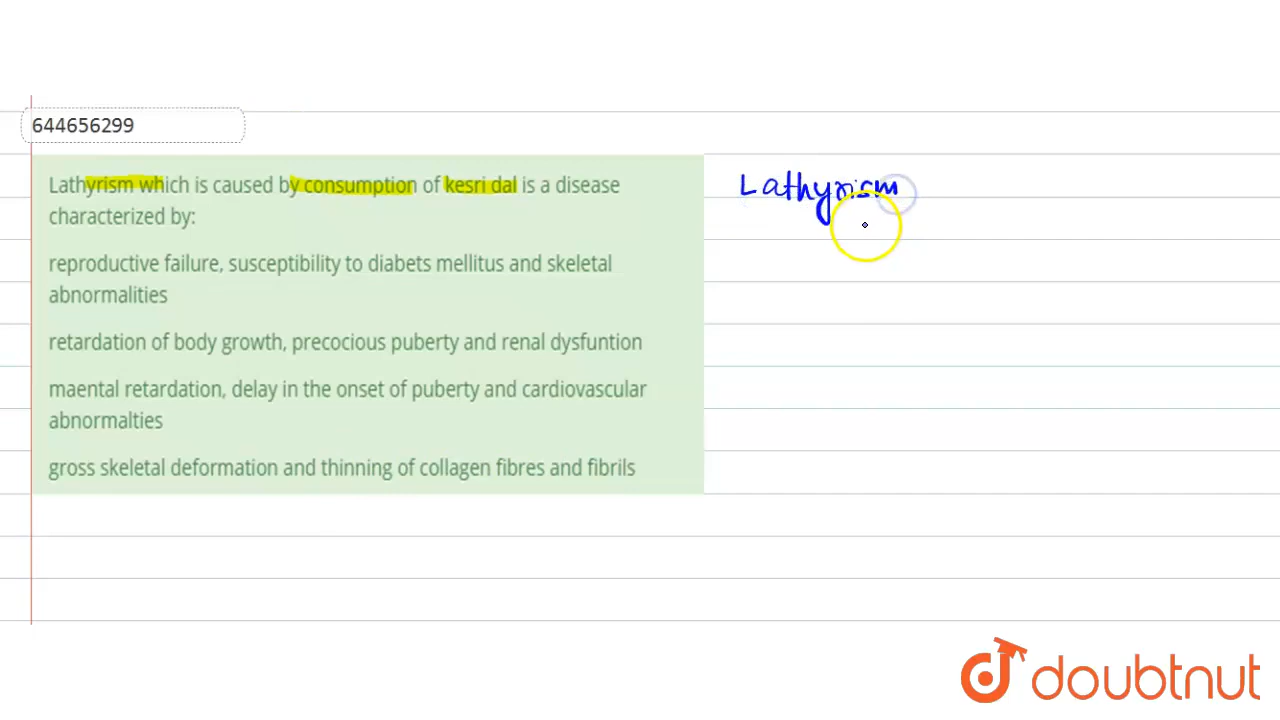 644656299
Lathyrism which is caused by consumption of kesri dal is a disease
characterized by:
reproductive failure, susceptibility to diabets mellitus and skeletal
abnormalities
retardation of body growth, precocious puberty and renal dysfuntion
maental retardation, delay in the onset of puberty and cardiovascular
abnormalties
gross skeletal deformation and thinning of collagen fibres and fibrils
Lathyrism
doubtnut